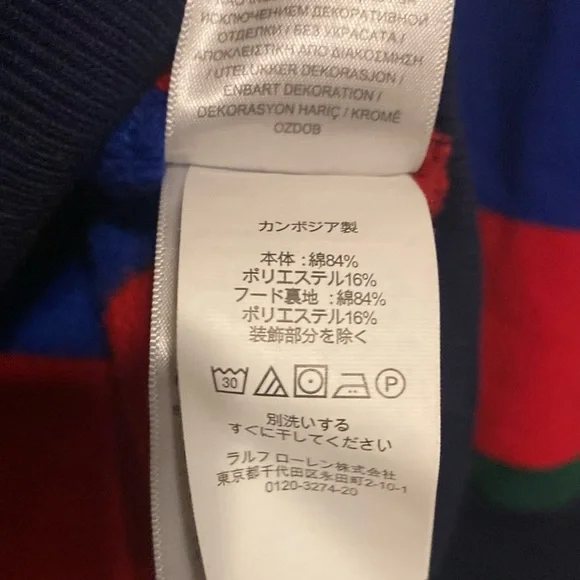 ИСКЛЮЧЕНИЕМ ДЕКОРАТИВНОЙ
ОТДЕЛКИ / БЕЗ УКРАСАТА /
ΑΠΟΚΛΕΙΣΤΙΚΗ ΑΠΟ ΔΙΑΚΟΣΜΗΣΗ
/ UTELUKKER DEKORASJON /
ENBART DEKORATION /
DEKORASYON HARIÇ / KROMĚ
OZDOB
カンボジア製
本体:綿84%
ポリエステル16%
フード裏地:綿84%
ポリエステル16%
装飾部分を除く
30 P
別洗いする
すぐに干してください
ラルフ ローレン株式会社
東京都千代田区永田町2-10-1
0120-3274-20